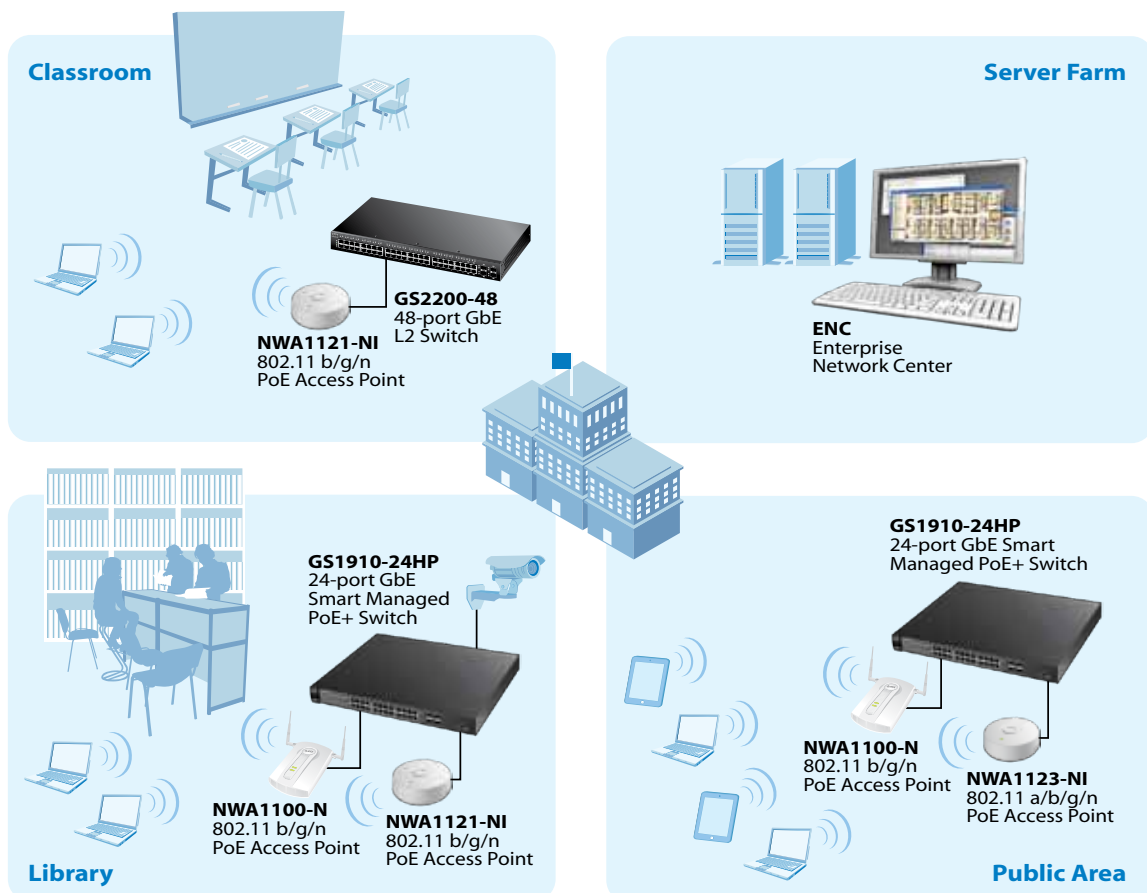 Classroom
GS2200-48
48-port GbE
L2 Switch
NWA1121-NI
802.11 b/g/n
PoE Access Point
Server Farm
ENC
Enterprise
Network Center
GS1910-24HP
24-port GbE
Smart Managed
PoE+ Switch
NWA1100-N
802.11 b/g/n
PoE Access Point
NWA1121-NI
802.11 b/g/n
PoE Access Point
Library
GS1910-24HP
24-port GbE Smart
Managed PoE+ Switch
NWA1100-N
802.11 b/g/n
PoE Access Point
NWA1123-NI
802.11 a/b/g/n
PoE Access Point
Public Area